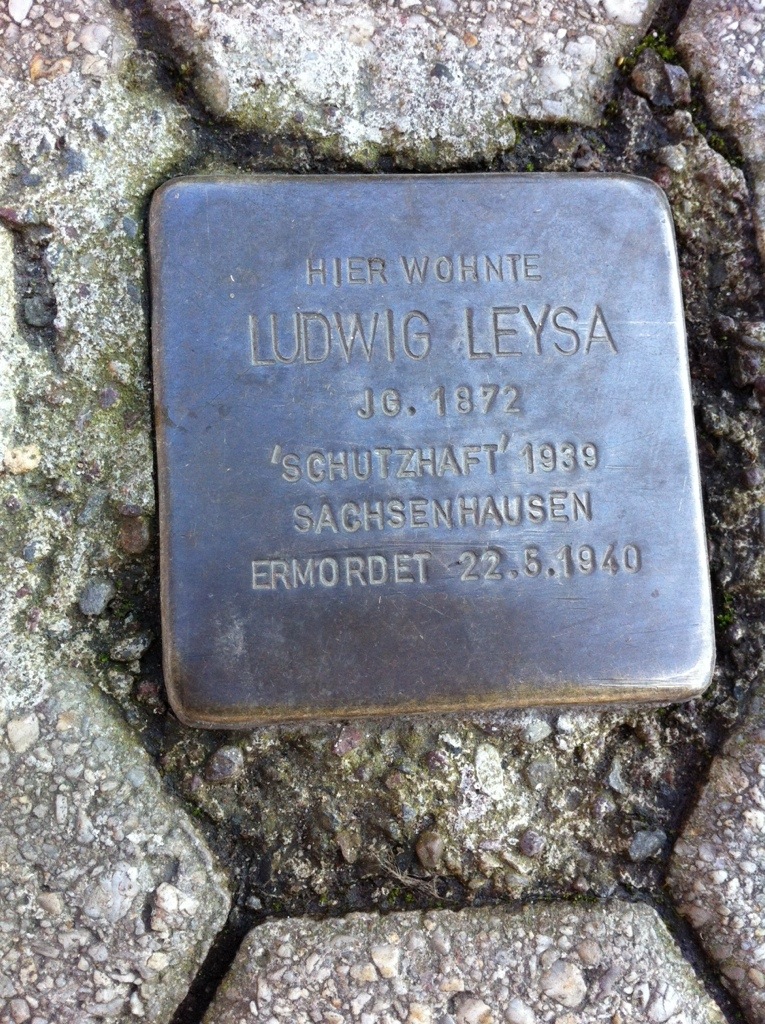 HIER WOHNTE
LUDWIG LEYSA
JG. 1872
'SCHUTZHAFT' 1939
SACHSENHAUSEN
ERMORDET 22.5.1940